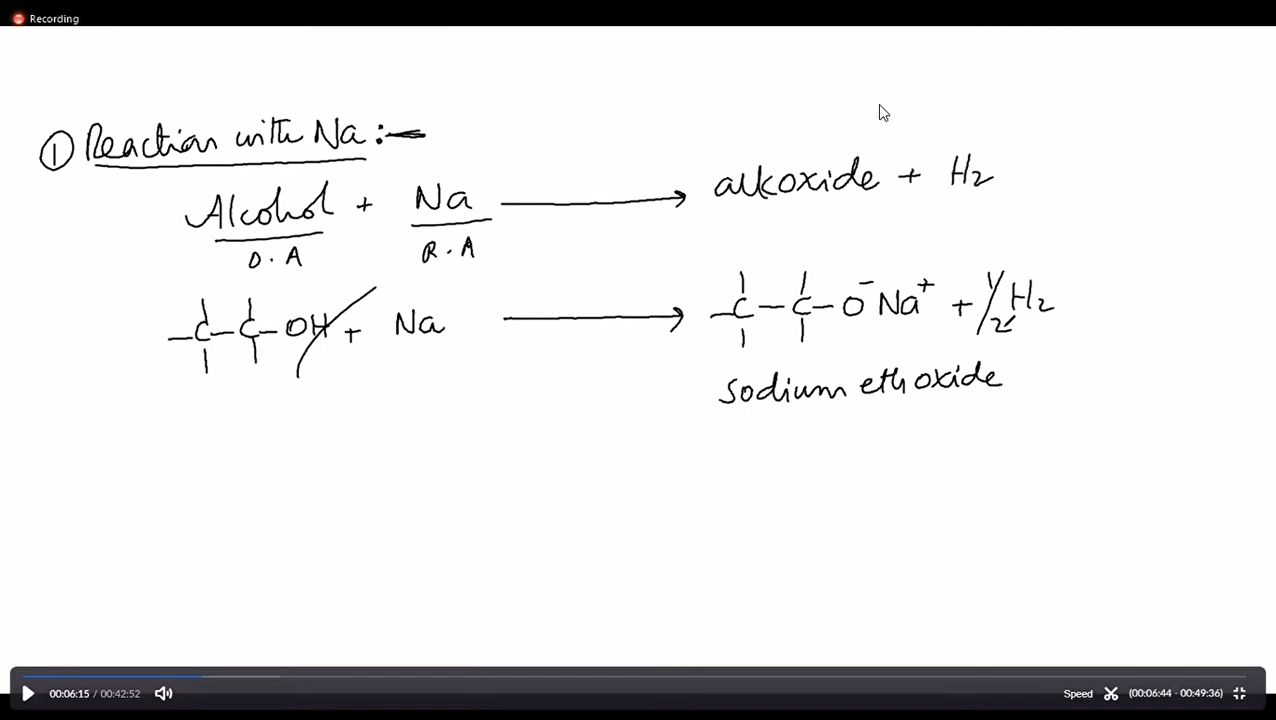 Recording
① Reaction with Na :-
Alcohol + Na → alkoxide + H2
O.A R.A
-C-C-OH + Na → -C-C-O⁻Na⁺ + 1/2 H2
sodium ethoxide
00:06:15 / 00:42:52 Speed (00:06:44 - 00:49:36)